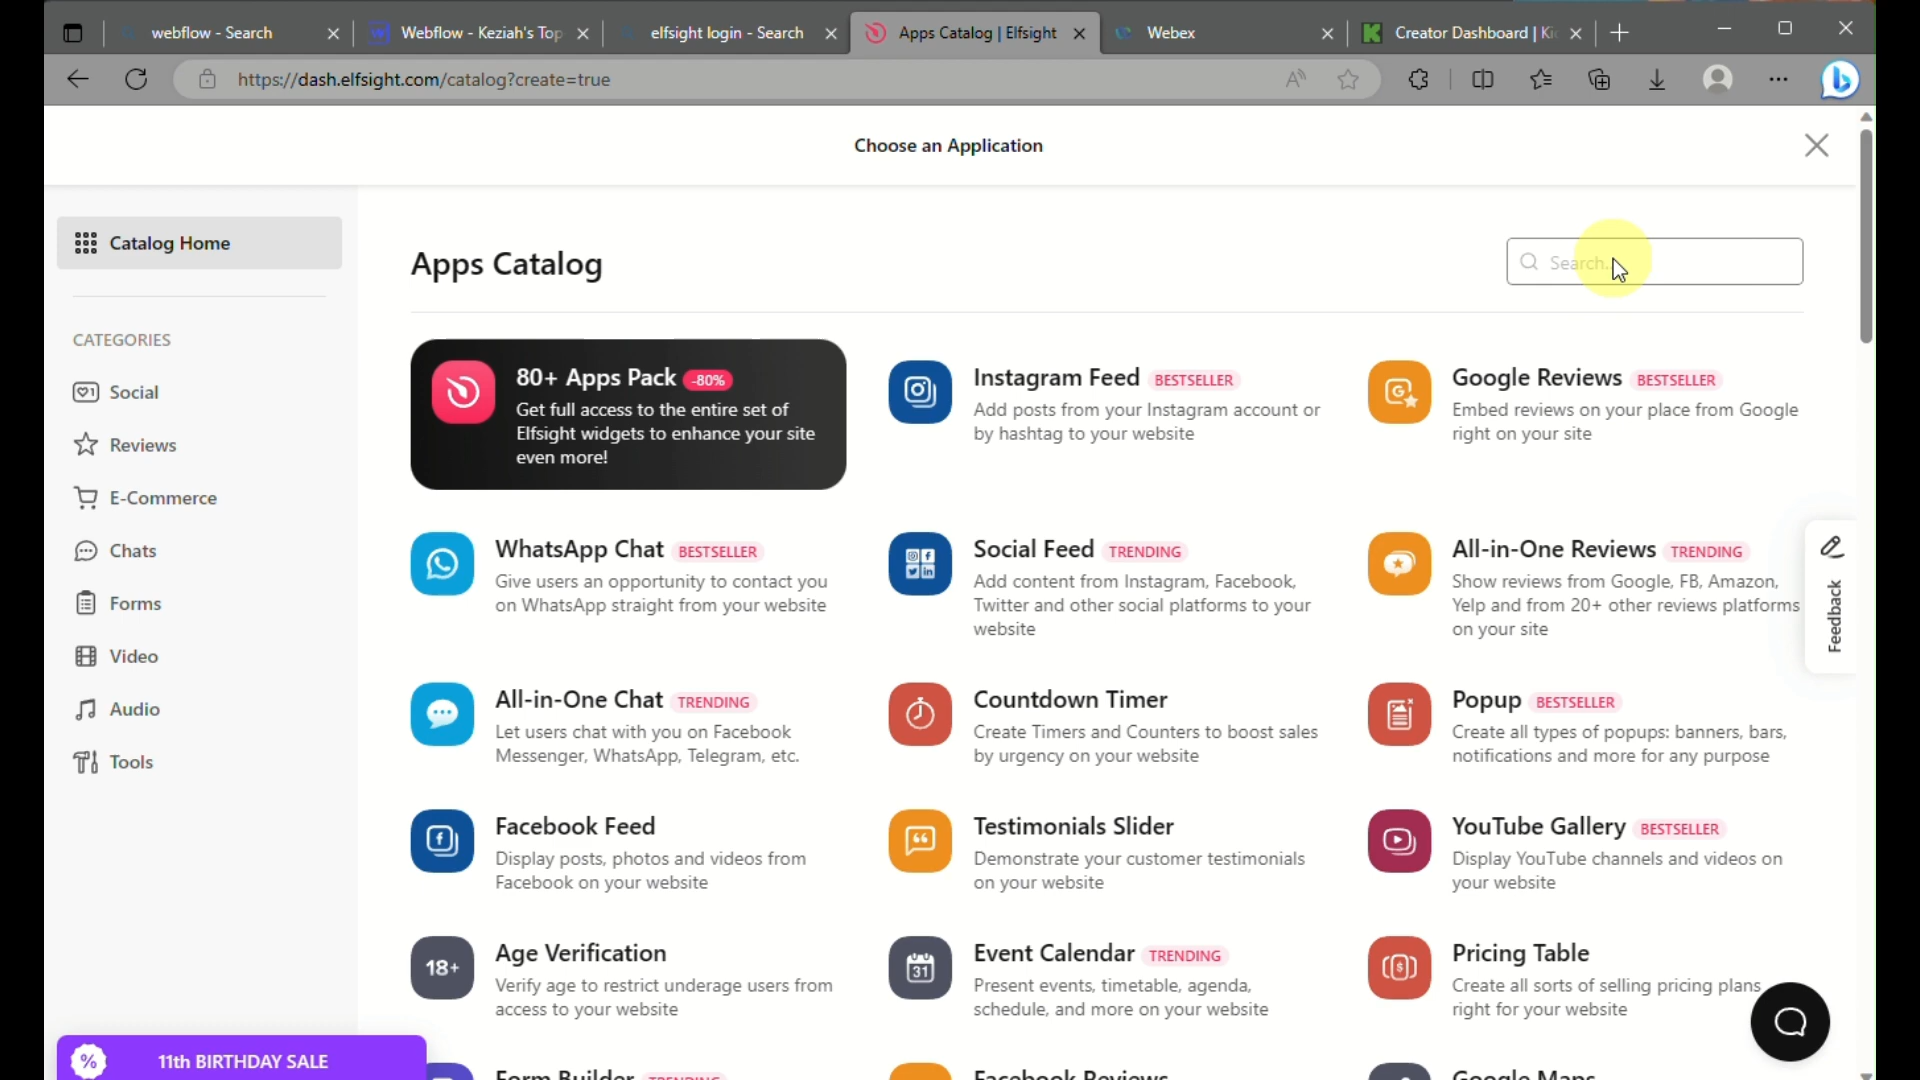 webflow - Search
Webflow - Keziah's Top
elfsight login - Search
Apps Catalog | Elfsight
Webex
Creator Dashboard | Ki
https://dash.elfsight.com/catalog?create=true
Choose an Application
Catalog Home
CATEGORIES
Social
Reviews
E-Commerce
Chats
Forms
Video
Audio
Tools
11th BIRTHDAY SALE
Apps Catalog
Search...
80+ Apps Pack -80%
Get full access to the entire set of
Elfsight widgets to enhance your site
even more!
Instagram Feed BESTSELLER
Add posts from your Instagram account or
by hashtag to your website
Google Reviews BESTSELLER
Embed reviews on your place from Google
right on your site
WhatsApp Chat BESTSELLER
Give users an opportunity to contact you
on WhatsApp straight from your website
Social Feed TRENDING
Add content from Instagram, Facebook,
Twitter and other social platforms to your
website
All-in-One Reviews TRENDING
Show reviews from Google, FB, Amazon,
Yelp and from 20+ other reviews platforms
on your site
All-in-One Chat TRENDING
Let users chat with you on Facebook
Messenger, WhatsApp, Telegram, etc.
Countdown Timer
Create Timers and Counters to boost sales
by urgency on your website
Popup BESTSELLER
Create all types of popups: banners, bars,
notifications and more for any purpose
Facebook Feed
Display posts, photos and videos from
Facebook on your website
Testimonials Slider
Demonstrate your customer testimonials
on your website
YouTube Gallery BESTSELLER
Display YouTube channels and videos on
your website
18+
Age Verification
Verify age to restrict underage users from
access to your website
31
Event Calendar TRENDING
Present events, timetable, agenda,
schedule, and more on your website
Pricing Table
Create all sorts of selling pricing plans
right for your website
Form Builder TRENDING
Facebook Reviews
Google Maps
Feedback